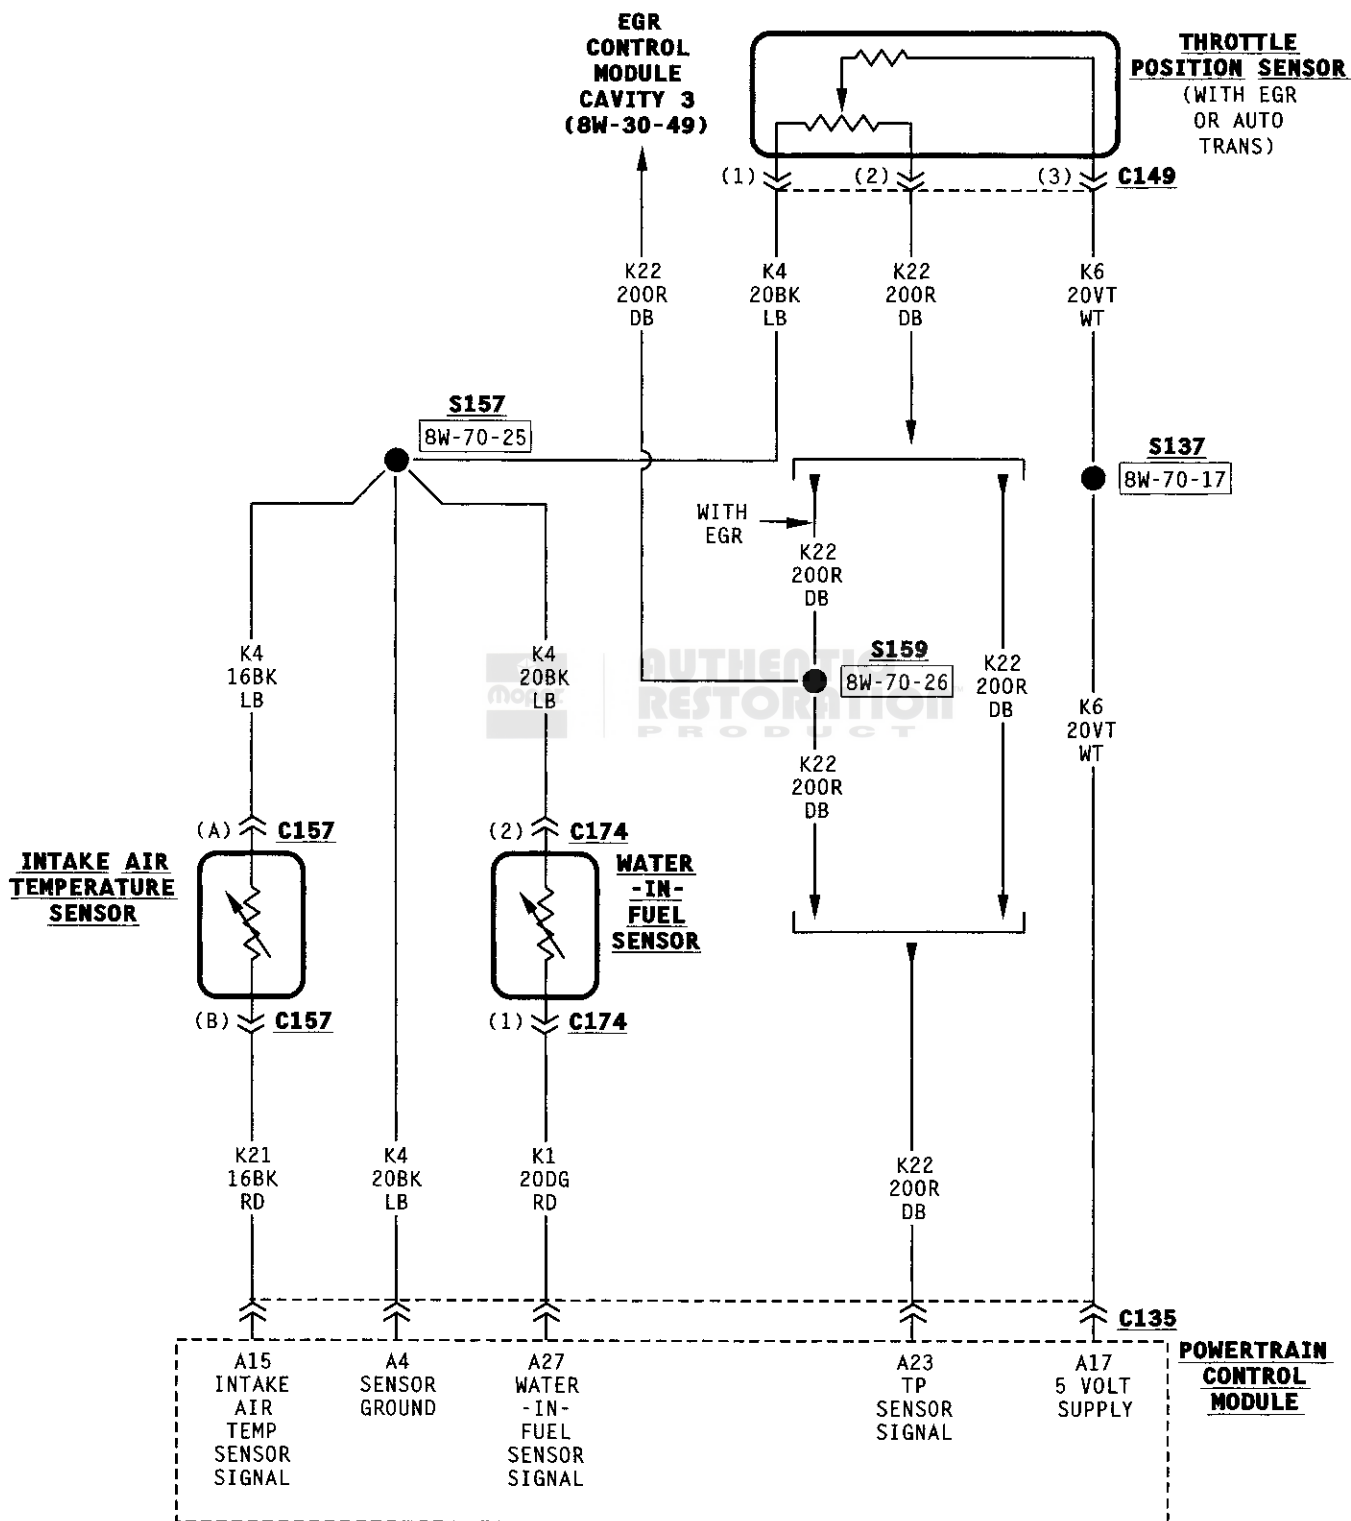 EGR
CONTROL
MODULE
CAVITY 3
(8W-30-49)
THROTTLE
POSITION SENSOR
(WITH EGR
OR AUTO
TRANS)
(1)
(2)
(3)
C149
K22
20OR
DB
K4
20BK
LB
K22
20OR
DB
K6
20VT
WT
S157
8W-70-25
S137
8W-70-17
WITH
EGR
K22
20OR
DB
K4
16BK
LB
K4
20BK
LB
S159
8W-70-26
K22
20OR
DB
K6
20VT
WT
Mopar
AUTHENTIC
RESTORATION
PRODUCT
K22
20OR
DB
(A)
C157
(2)
C174
INTAKE AIR
TEMPERATURE
SENSOR
WATER
-IN-
FUEL
SENSOR
(B)
C157
(1)
C174
K21
16BK
RD
K4
20BK
LB
K1
20DG
RD
K22
20OR
DB
C135
POWERTRAIN
CONTROL
MODULE
A15
INTAKE
AIR
TEMP
SENSOR
SIGNAL
A4
SENSOR
GROUND
A27
WATER
-IN-
FUEL
SENSOR
SIGNAL
A23
TP
SENSOR
SIGNAL
A17
5 VOLT
SUPPLY